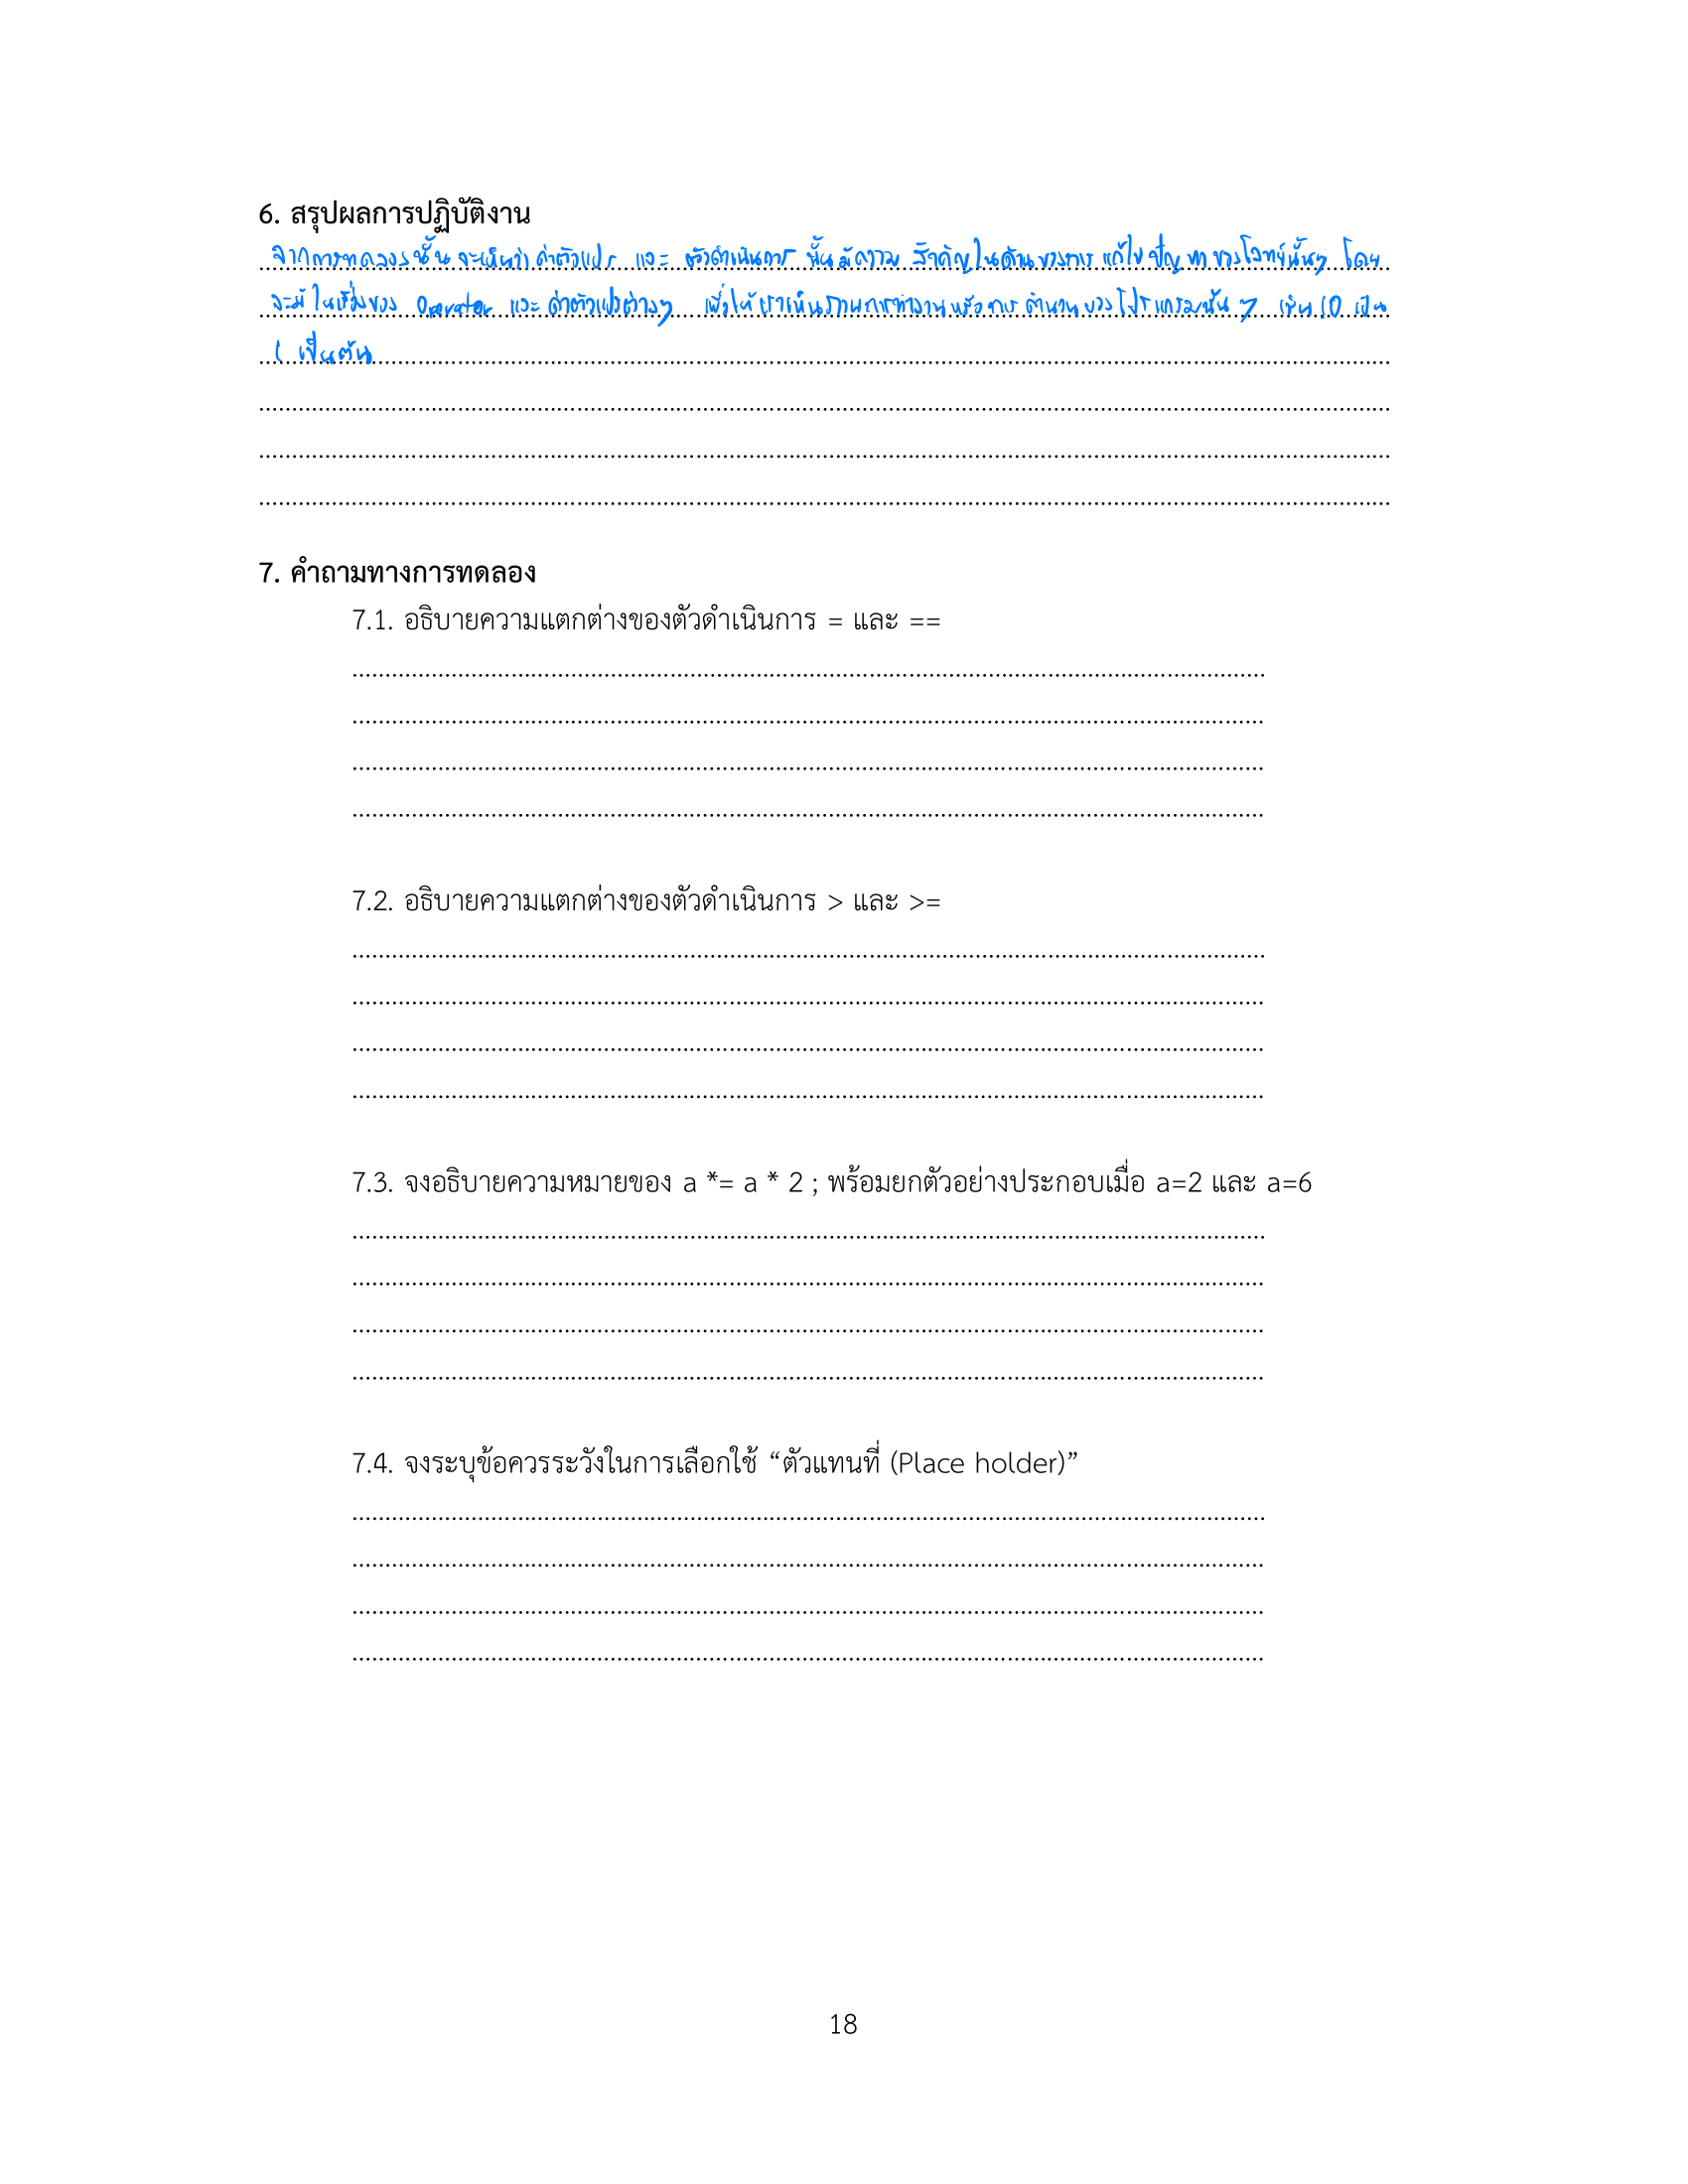 6. สรุปผลการปฏิบัติงาน
จากการทดลองนั้น จะเห็นว่า ค่าตัวแปร และ ตัวดำเนินการ นั้นมีความ สำคัญในด้านของการ แก้ไข ปัญหา ของโจทย์นั้นๆ โดย
จะมี ในเรื่องของ Operator และ ค่าตัวแปรต่างๆ เพื่อให้เราเห็น การทำงานหรือการ คำนวนของโปรแกรมนั้น ๆ เช่น
เป็นต้น
7. คำถามทางการทดลอง
7.1. อธิบายความแตกต่างของตัวดำเนินการ = และ ==
7.2. อธิบายความแตกต่างของตัวดำเนินการ > และ >=
7.3. จงอธิบายความหมายของ a *= a * 2 ; พร้อมยกตัวอย่างประกอบเมื่อ a=2 และ a=6
7.4. จงระบุข้อควรระวังในการเลือกใช้ “ตัวแทนที่ (Place holder)”
18